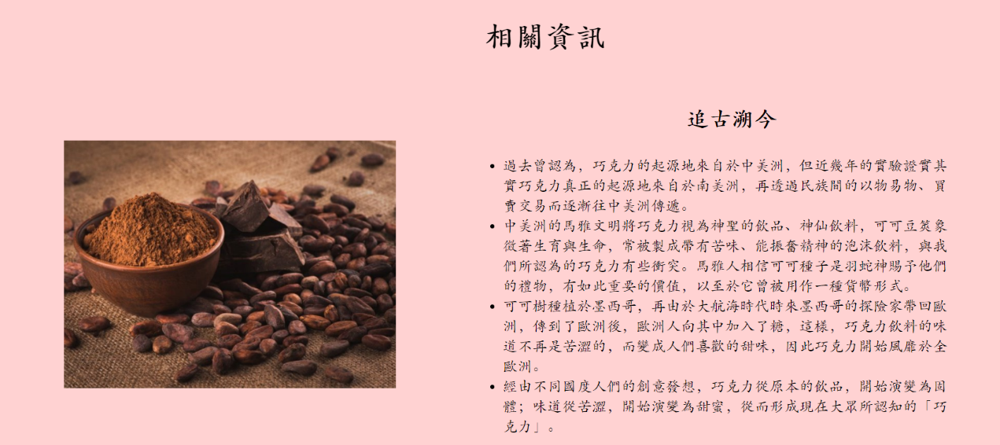 相關資訊
追古溯今
• 過去曾認為，巧克力的起源地來自於中美洲，但近幾年的實驗證實其
實巧克力真正的起源地來自於南美洲，再透過民族間的以物易物、買
賣交易而逐漸往中美洲傳遞。
• 中美洲的馬雅文明將巧克力視為神聖的飲品、神仙飲料，可可豆莢象
徵著生育與生命，常被製成帶有苦味、能振奮精神的泡沫飲料，與我
們所認為的巧克力有些衝突。馬雅人相信可可種子是羽蛇神賜予他們
的禮物，有如此重要的價值，以至於它曾被用作一種貨幣形式。
• 可可樹種植於墨西哥，再由於大航海時代時來墨西哥的探險家帶回歐
洲，傳到了歐洲後，歐洲人向其中加入了糖，這樣，巧克力飲料的味
道不再是苦澀的，而變成人們喜歡的甜味，因此巧克力開始風靡於全
歐洲。
• 經由不同國度人們的創意發想，巧克力從原本的飲品，開始演變為固
體；味道從苦澀，開始演變為甜蜜，從而形成現在大眾所認知的「巧
克力」。